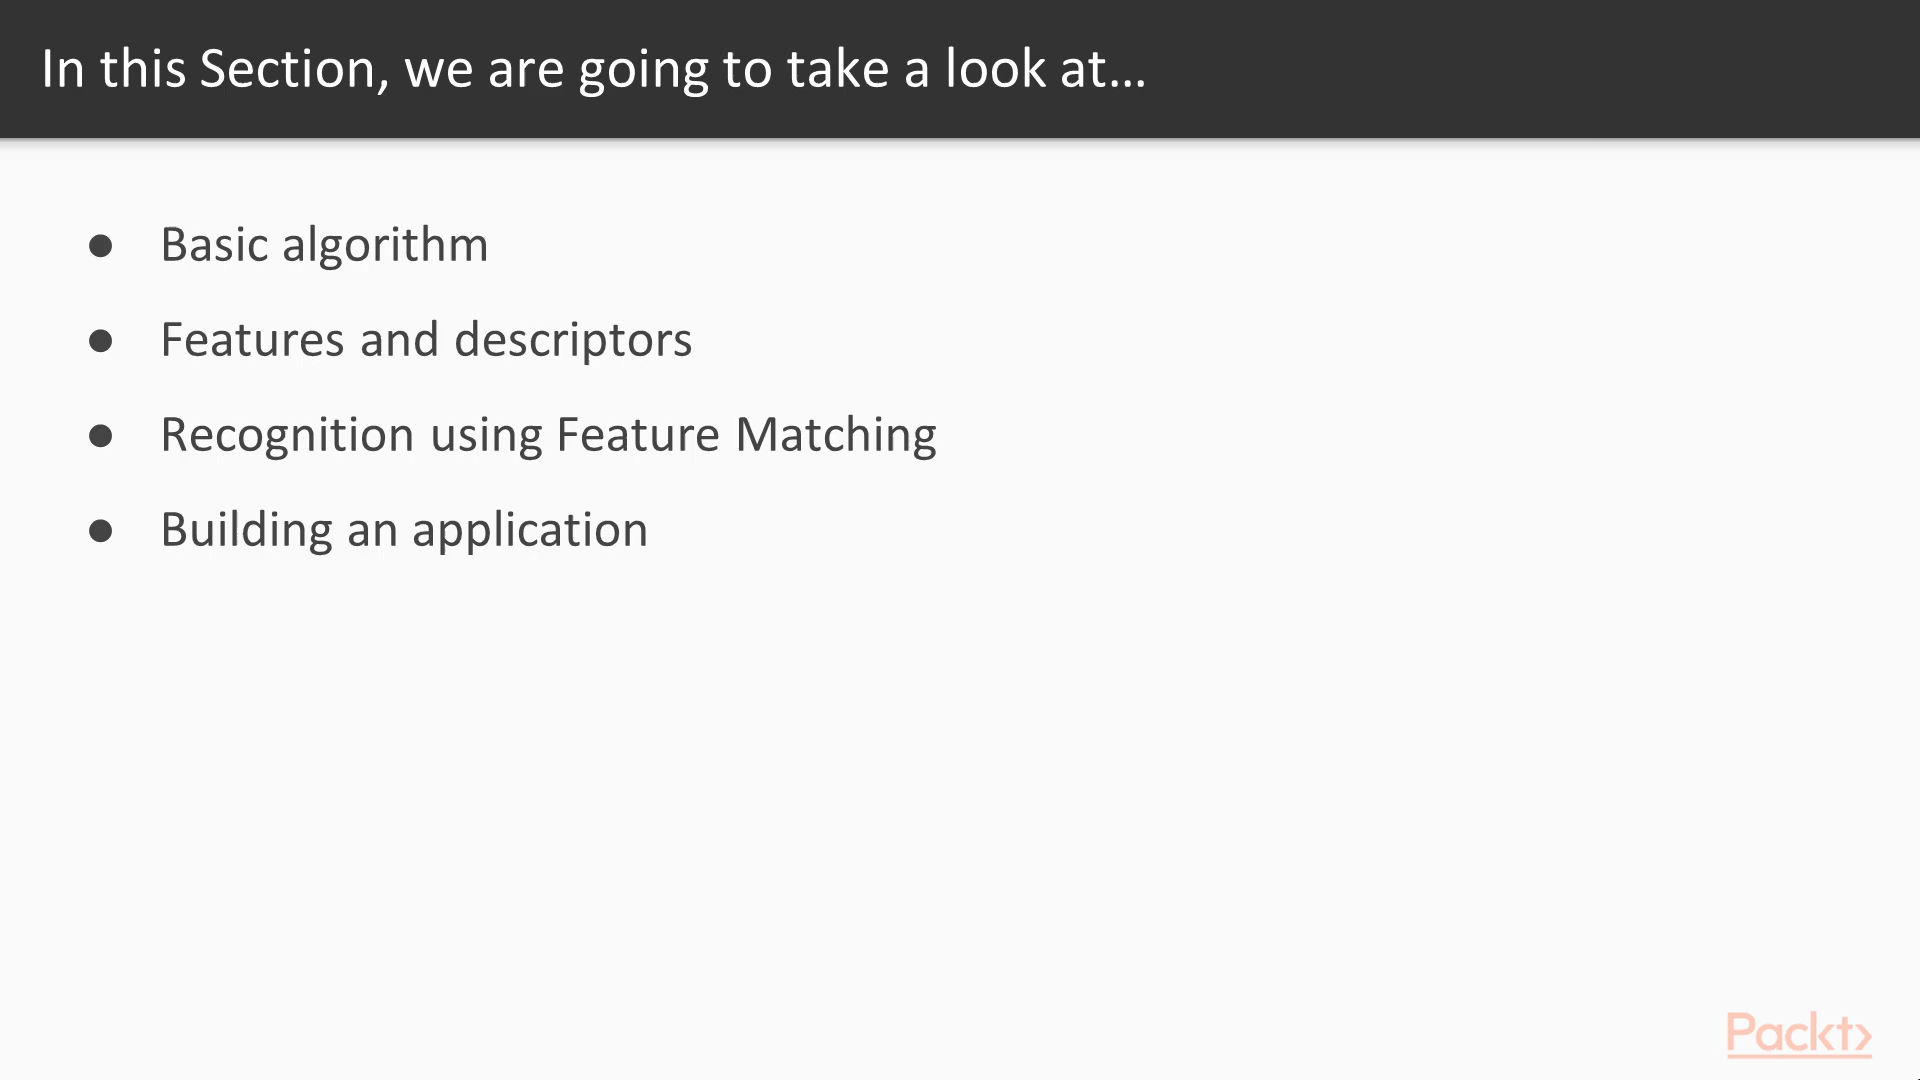 In this Section, we are going to take a look at...
● Basic algorithm
● Features and descriptors
● Recognition using Feature Matching
● Building an application
Packt>